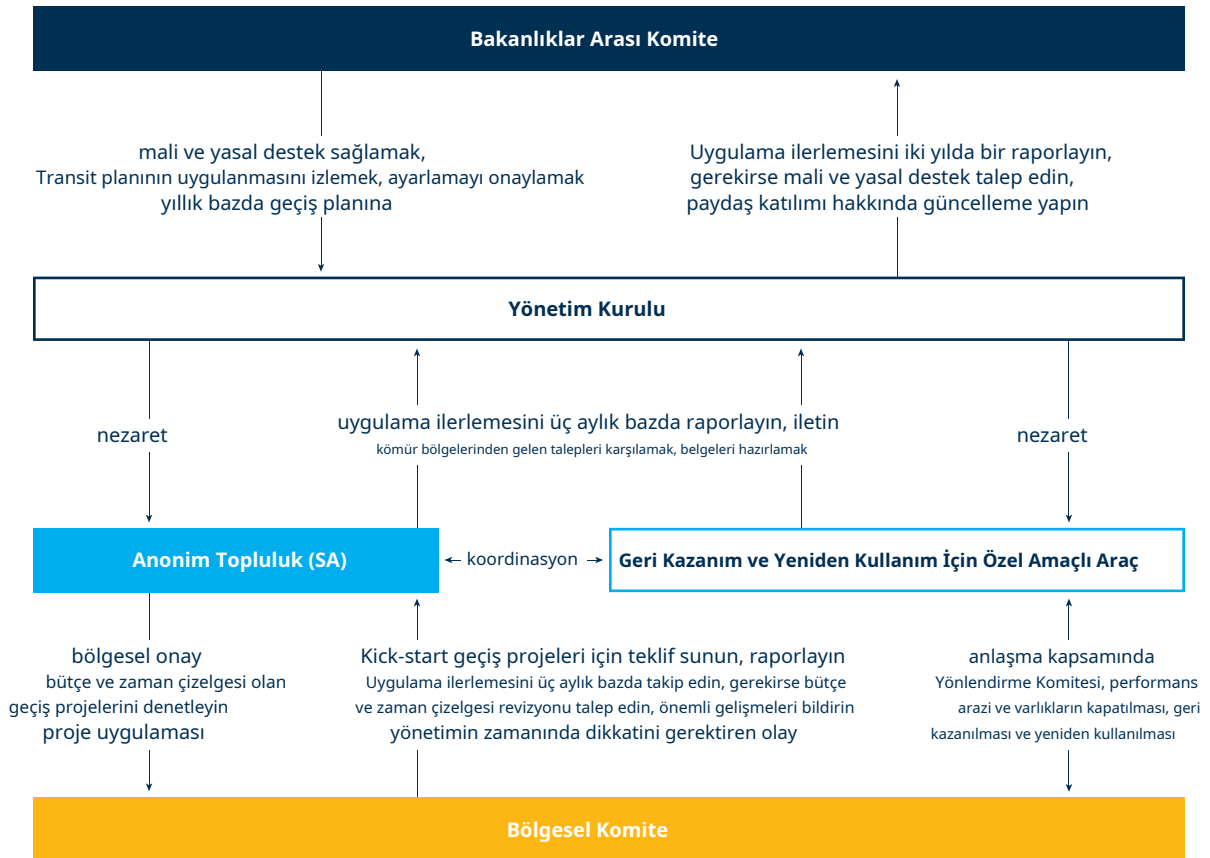 Bakanlıklar Arası Komite
mali ve yasal destek sağlamak,
Transit planının uygulanmasını izlemek, ayarlamayı onaylamak
yıllık bazda geçiş planına
Uygulama ilerlemesini iki yılda bir raporlayın,
gerekirse mali ve yasal destek talep edin,
paydaş katılımı hakkında güncelleme yapın
Yönetim Kurulu
nezaret
uygulama ilerlemesini üç aylık bazda raporlayın, iletin
kömür bölgelerinden gelen talepleri karşılamak, belgeleri hazırlamak
nezaret
Anonim Topluluk (SA)
koordinasyon
Geri Kazanım ve Yeniden Kullanım İçin Özel Amaçlı Araç
bölgesel onay
bütçe ve zaman çizelgesi olan
geçiş projelerini denetleyin
proje uygulaması
Kick-start geçiş projeleri için teklif sunun, raporlayın
Uygulama ilerlemesini üç aylık bazda takip edin, gerekirse bütçe
ve zaman çizelgesi revizyonu talep edin, önemli gelişmeleri bildirin
yönetimin zamanında dikkatini gerektiren olay
anlaşma kapsamında
Yönlendirme Komitesi, performans
arazi ve varlıkların kapatılması, geri
kazanılması ve yeniden kullanılması
Bölgesel Komite